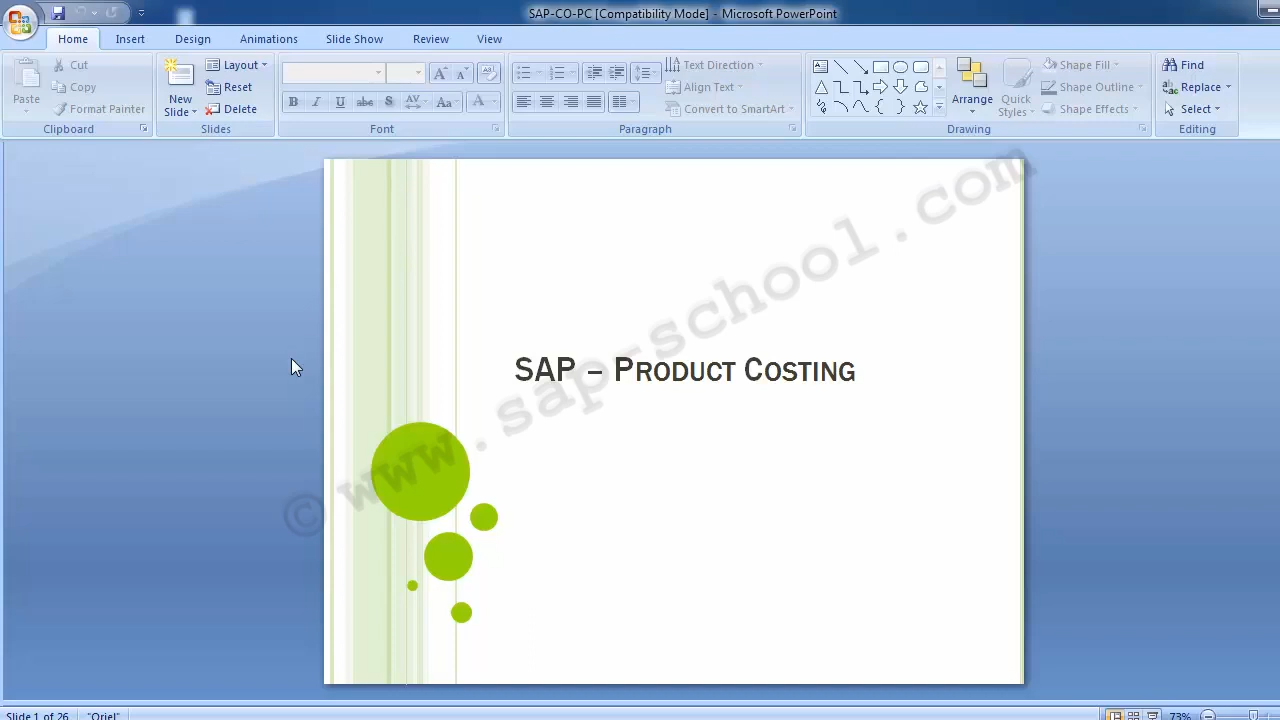 SAP-CO-PC [Compatibility Mode] - Microsoft PowerPoint
Home Insert Design Animations Slide Show Review View
Paste
Cut
Copy
Format Painter
Clipboard
New Slide
Layout
Reset
Delete
Slides
B I U abc S AV Aa A
Font
Text Direction
Align Text
Convert to SmartArt
Paragraph
Arrange
Quick Styles
Shape Fill
Shape Outline
Shape Effects
Drawing
Find
Replace
Select
Editing
SAP – PRODUCT COSTING
© www.sap-school.com
Slide 1 of 26 "Oriel" 73%